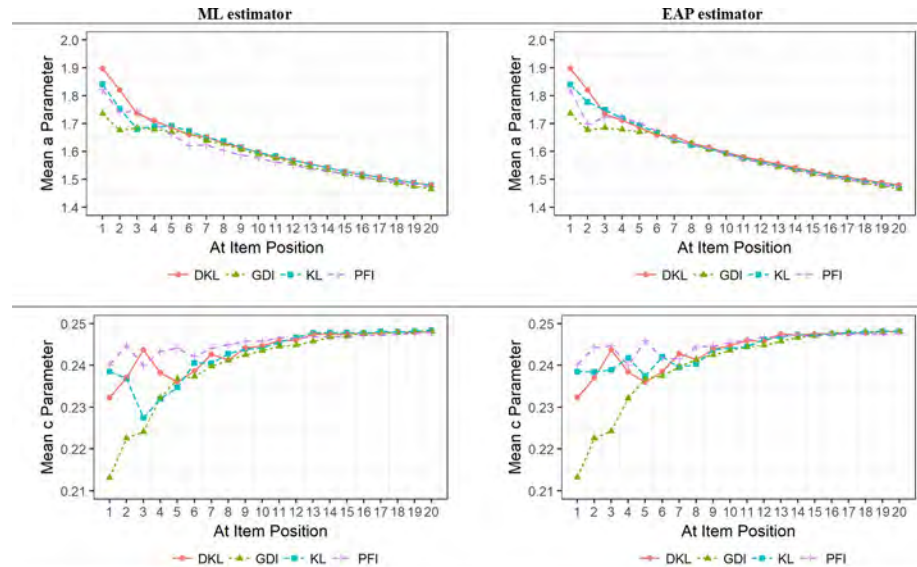 ML estimator
EAP estimator
Mean a Parameter
2.0
1.9
1.8
1.7
1.6
1.5
1.4
1 2 3 4 5 6 7 8 9 10 11 12 13 14 15 16 17 18 19 20
At Item Position
DKL GDI KL PFI
Mean a Parameter
2.0
1.9
1.8
1.7
1.6
1.5
1.4
1 2 3 4 5 6 7 8 9 10 11 12 13 14 15 16 17 18 19 20
At Item Position
DKL GDI KL PFI
Mean c Parameter
0.25
0.24
0.23
0.22
0.21
1 2 3 4 5 6 7 8 9 10 11 12 13 14 15 16 17 18 19 20
At Item Position
DKL GDI KL PFI
Mean c Parameter
0.25
0.24
0.23
0.22
0.21
1 2 3 4 5 6 7 8 9 10 11 12 13 14 15 16 17 18 19 20
At Item Position
DKL GDI KL PFI